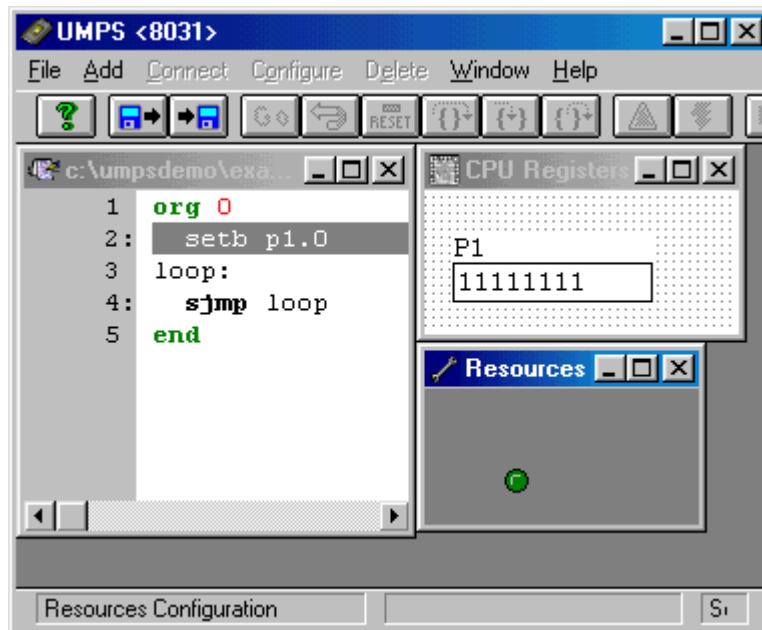 UMPS <8031>
File Add Connect Configure Delete Window Help
? Go RESET
c:\umpsdemo\exa...
1 org 0
2: setb p1.0
3 loop:
4: sjmp loop
5 end
CPU Registers
P1
11111111
Resources
Resources Configuration